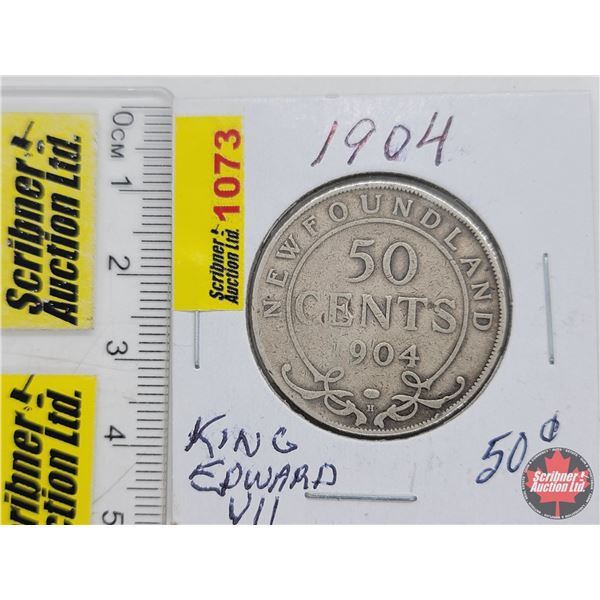 0CM 1 2 3 4 5
Scribner
Auction Ltd.
Scribner
Auction Ltd.
Scribner
Auction Ltd.
1073
1904
NEWFOUNDLAND
50
CENTS
1904
H
KING
EDWARD
VII
50¢
Scribner
Auction Ltd.